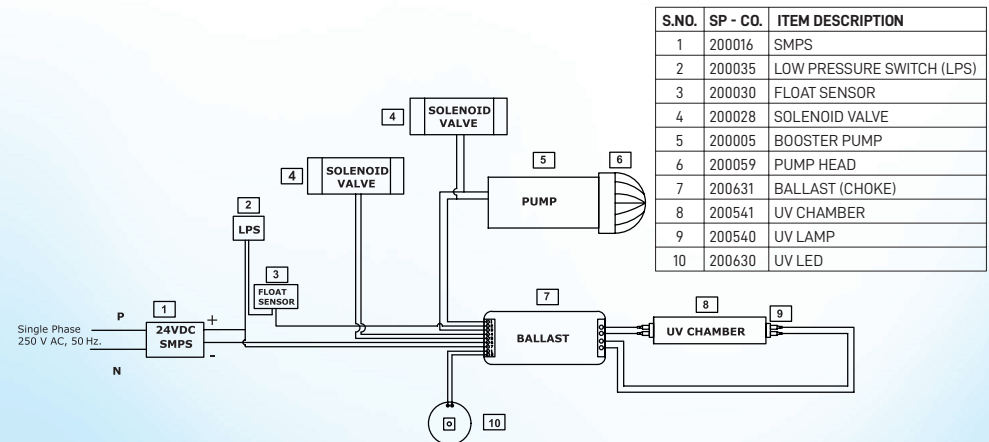 S.NO. SP - CO. ITEM DESCRIPTION
1 200016 SMPS
2 200035 LOW PRESSURE SWITCH (LPS)
3 200030 FLOAT SENSOR
4 200028 SOLENOID VALVE
5 200005 BOOSTER PUMP
6 200059 PUMP HEAD
7 200631 BALLAST (CHOKE)
8 200541 UV CHAMBER
9 200540 UV LAMP
10 200630 UV LED
4
SOLENOID
VALVE
4
SOLENOID
VALVE
5
6
PUMP
2
LPS
3
FLOAT
SENSOR
1
P
Single Phase
250 V AC, 50 Hz.
N
24VDC
SMPS
+
-
7
BALLAST
8
UV CHAMBER
9
10